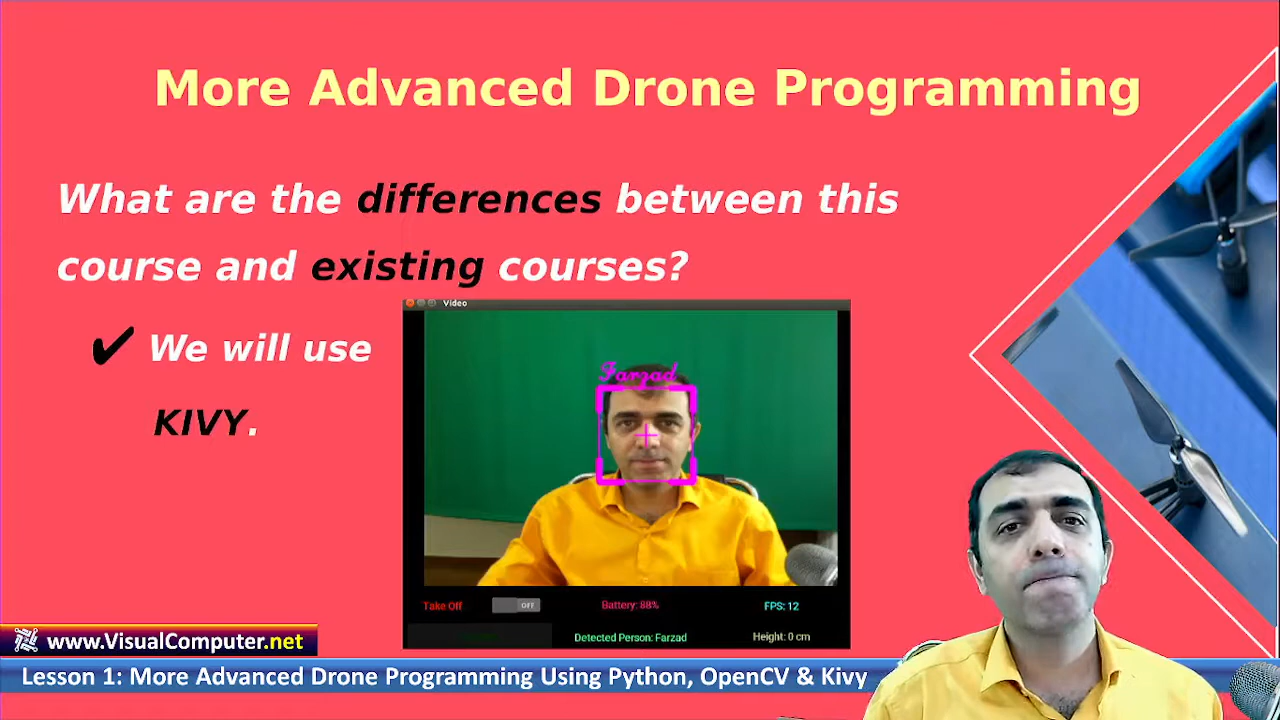 More Advanced Drone Programming
What are the differences between this
course and existing courses?
✔ We will use
KIVY.
Video
Farzad
Take Off
OFF
Battery: 88%
FPS: 12
Detected Person: Farzad
Height: 0 cm
www.VisualComputer.net
Lesson 1: More Advanced Drone Programming Using Python, OpenCV & Kivy